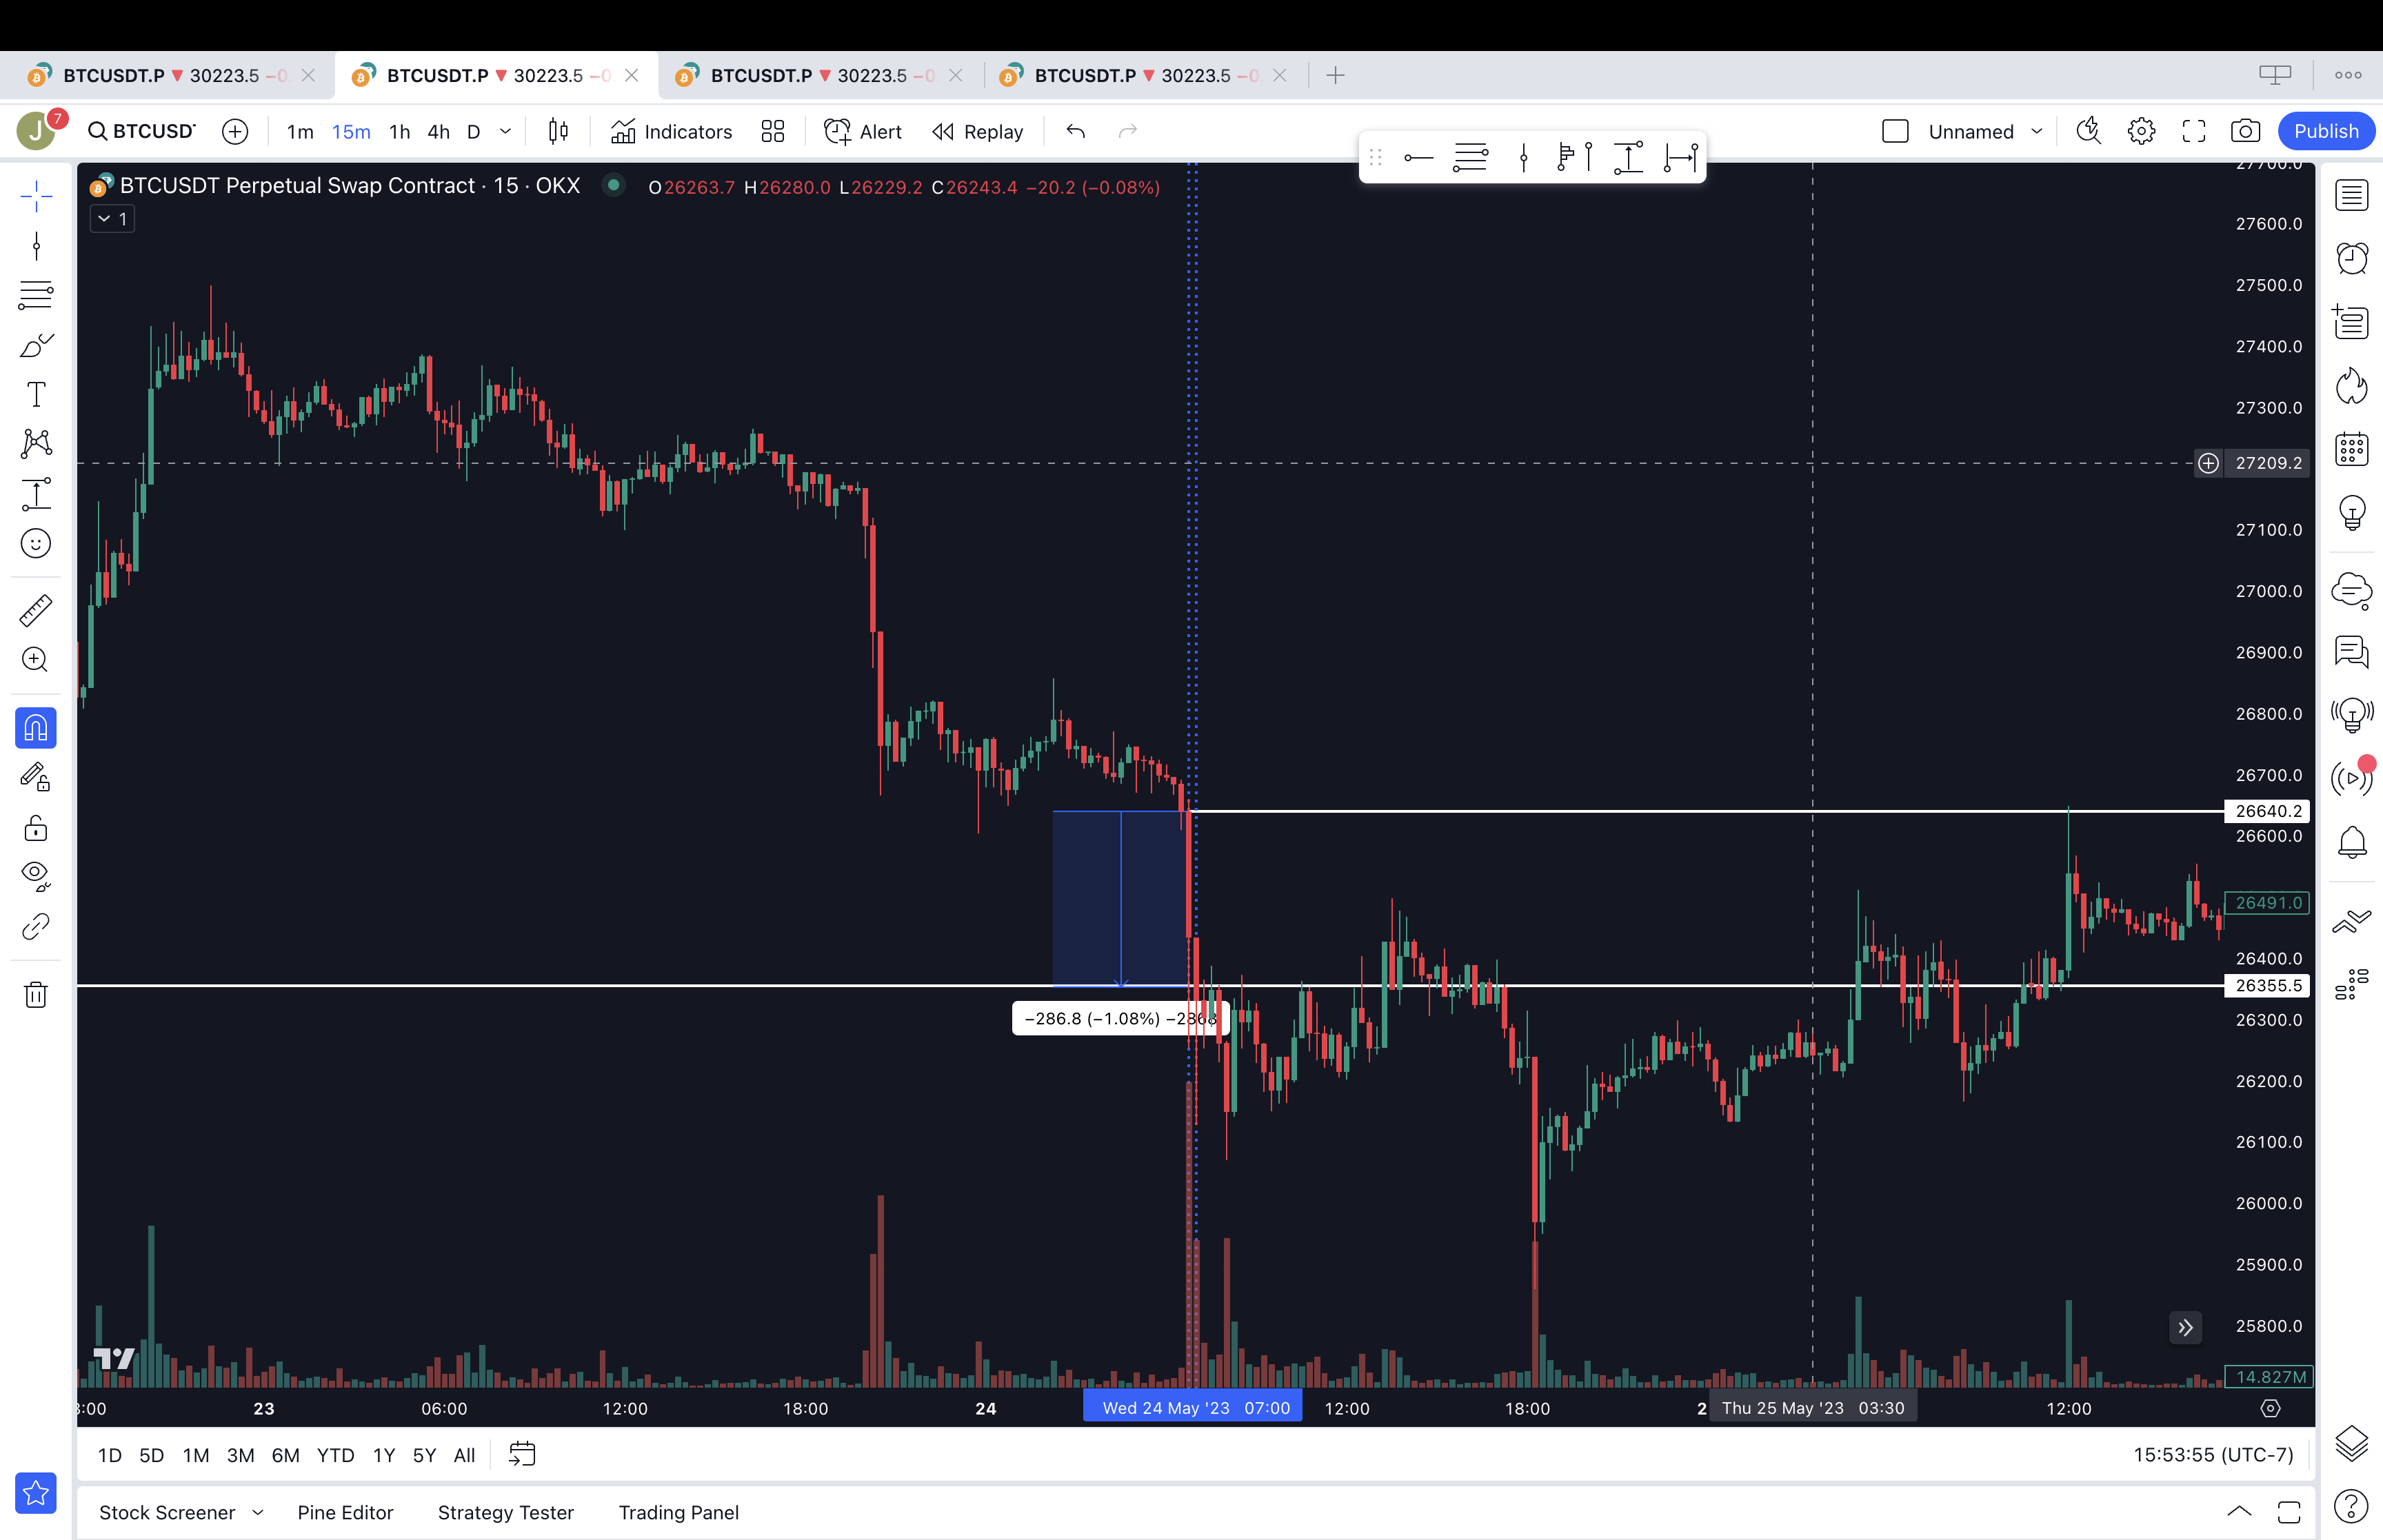 BTCUSDT.P ▼ 30223.5 −0
BTCUSDT.P ▼ 30223.5 −0
BTCUSDT.P ▼ 30223.5 −0
BTCUSDT.P ▼ 30223.5 −0
J 7 BTCUSD 1m 15m 1h 4h D Indicators Alert Replay Unnamed Publish
BTCUSDT Perpetual Swap Contract · 15 · OKX O26263.7 H26280.0 L26229.2 C26243.4 −20.2 (−0.08%)
1
27700.0
27600.0
27500.0
27400.0
27300.0
27209.2
27100.0
27000.0
26900.0
26800.0
26700.0
26640.2
26600.0
26491.0
26400.0
26355.5
−286.8 (−1.08%) −2868
26300.0
26200.0
26100.0
26000.0
25900.0
25800.0
14.827M
:00 23 06:00 12:00 18:00 24 Wed 24 May '23 07:00 12:00 18:00 2 Thu 25 May '23 03:30 12:00
1D 5D 1M 3M 6M YTD 1Y 5Y All 15:53:55 (UTC-7)
Stock Screener Pine Editor Strategy Tester Trading Panel